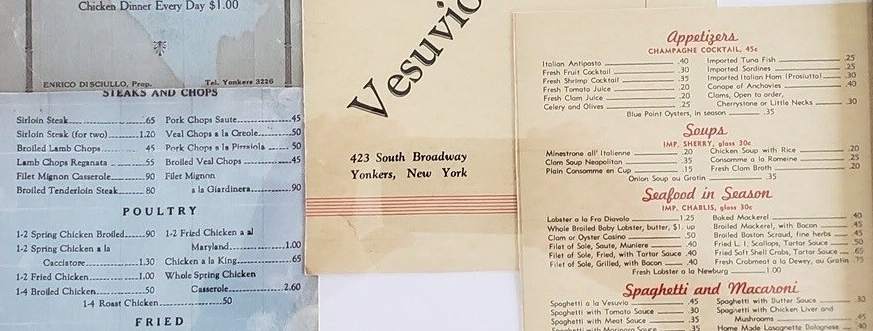 Chicken Dinner Every Day $1.00
ENRICO DI SCIULLO, Prop. Tel. Yonkers 3226
STEAKS AND CHOPS
Sirloin Steak 65 Pork Chops Saute 45
Sirloin Steak (for two) 1.20 Veal Chops a la Creole 50
Broiled Lamb Chops 45 Pork Chops a la Pizzaiola 50
Lamb Chops Reganata 55 Broiled Veal Chops 45
Filet Mignon Casserole 90 Filet Mignon
Broiled Tenderloin Steak 80 a la Giardinera 90
POULTRY
1-2 Spring Chicken Broiled 90 1-2 Fried Chicken a al
1-2 Spring Chicken a la Maryland 1.00
Cacciatore 1.30 Chicken a la King 65
1-2 Fried Chicken 1.00 Whole Spring Chicken
1-4 Broiled Chicken 50 Casserole 2.60
1-4 Roast Chicken 50
FRIED
Vesuvio
423 South Broadway
Yonkers, New York
Appetizers
CHAMPAGNE COCKTAIL, 45c
Italian Antipasto .40 Imported Tuna Fish .25
Fresh Fruit Cocktail .30 Imported Sardines .25
Fresh Shrimp Cocktail .35 Imported Italian Ham (Prosiutto) .30
Fresh Tomato Juice .20 Canape of Anchovies .40
Fresh Clam Juice .20 Clams, Open to order,
Celery and Olives .25 Cherrystone or Little Necks .30
Blue Point Oysters, in season .35
Soups
IMP. SHERRY, glass 30c
Minestrone all' Italienne .20 Chicken Soup with Rice .20
Clam Soup Neopolitan .35 Consomme a la Romeine .25
Plain Consomme en Cup .15 Fresh Clam Broth .20
Onion Soup au Gratin .35
Seafood in Season
IMP. CHABLIS, glass 30c
Lobster a la Fra Diavolo 1.25 Baked Mackerel .40
Whole Broiled Baby Lobster, butter, $1. up Broiled Mackerel, with Bacon .45
Clam or Oyster Casino .50 Broiled Boston Scraud, fine herbs .45
Filet of Sole, Saute, Muniere .40 Fried L. I. Scallops, Tartar Sauce .50
Filet of Sole, Fried, with Tartar Sauce .40 Fried Soft Shell Crabs, Tartar Sauce .65
Filet of Sole, Grilled, with Bacon .40 Fresh Crabmeat a la Dewey, au Gratin .75
Fresh Lobster a la Newburg 1.00
Spaghetti and Macaroni
Spaghetti a la Vesuvio .45 Spaghetti with Butter Sauce .30
Spaghetti with Tomato Sauce .30 Spaghetti with Chicken Liver and
Spaghetti with Meat Sauce .35 Mushrooms .45
Spaghetti with Marinara Sauce .35 Home Made Lasagnette Bolognese .40